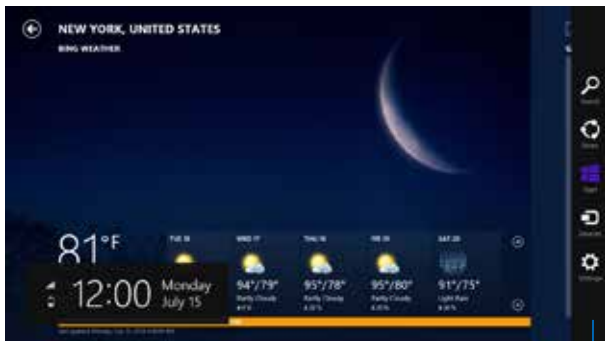 NEW YORK, UNITED STATES
BING WEATHER
Search
Share
Start
Devices
Settings
81°F
TUE 16
WED 17
THU 18
FRI 19
SAT 20
12:00
Monday
July 15
94°/79°
95°/78°
95°/80°
91°/75°
Partly Cloudy
Partly Cloudy
Partly Cloudy
Light Rain